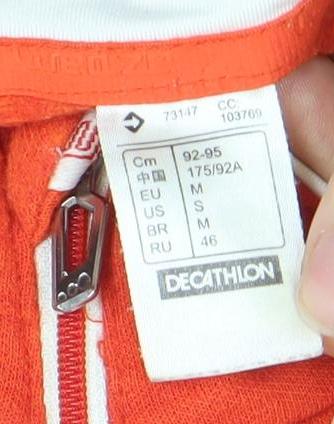 73147 CC
103769
Cm 92-95
中国 175/92A
EU M
US S
BR M
RU 46
DECATHLON